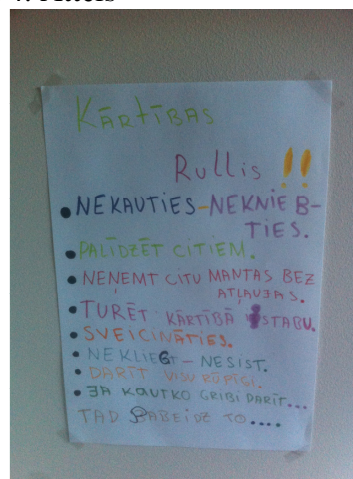 KĀRTĪBAS
RULLIS !!
• NEKAUTIES-NEKNIEB-
TIES.
• PALĪDZĒT CITIEM.
• NEŅEMT CITU MANTAS BEZ
ATĻAUJAS.
• TURĒT KĀRTĪBĀ ISTABU.
• SVEICINĀTIES.
• NEKLIEGT - NESIST.
• DARĪT VISU RŪPĪGI.
• JA KAUTKO GRIBI DARĪT...
TAD PABEIDZ TO....